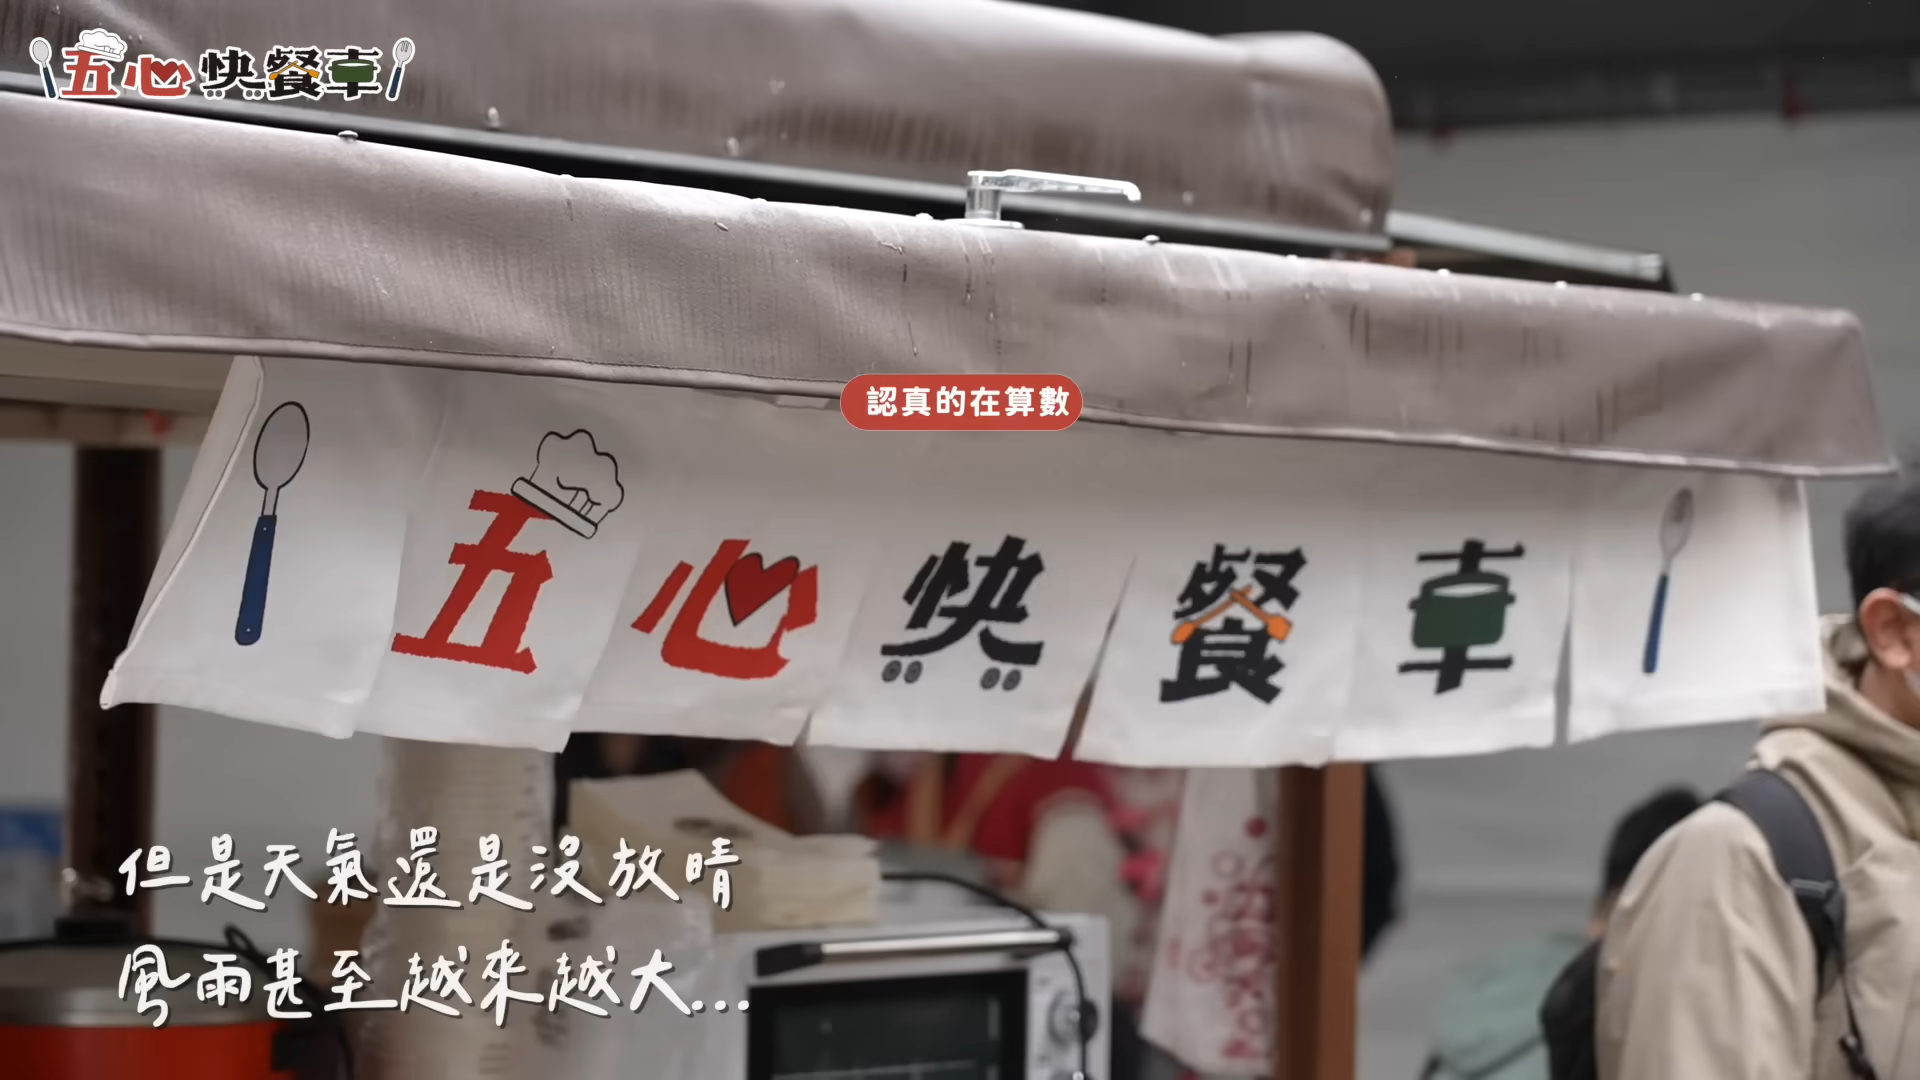 五心快餐車
認真的在算數
五心快餐車
但是天氣還是沒放晴
風雨甚至越來越大...